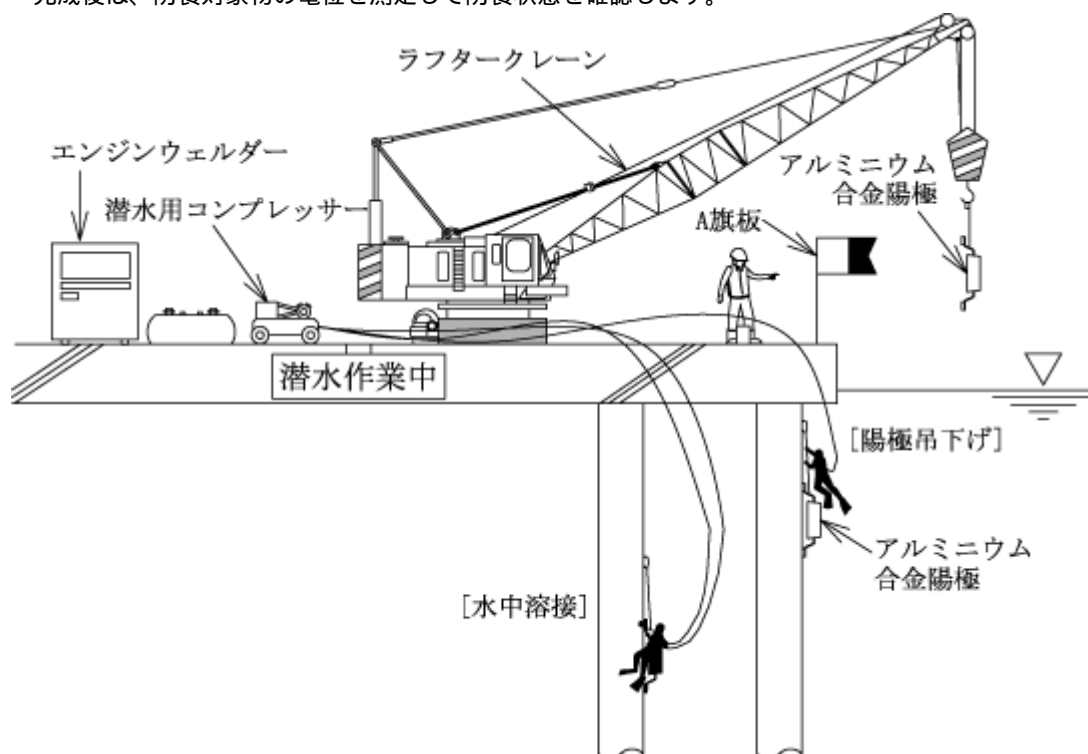 完成後は、防食対象物の電位を測定して防食状態を確認します。
ラフタークレーン
エンジンウェルダー
潜水用コンプレッサー
アルミニウム
合金陽極
A旗板
潜水作業中
[陽極吊下げ]
アルミニウム
合金陽極
[水中溶接]